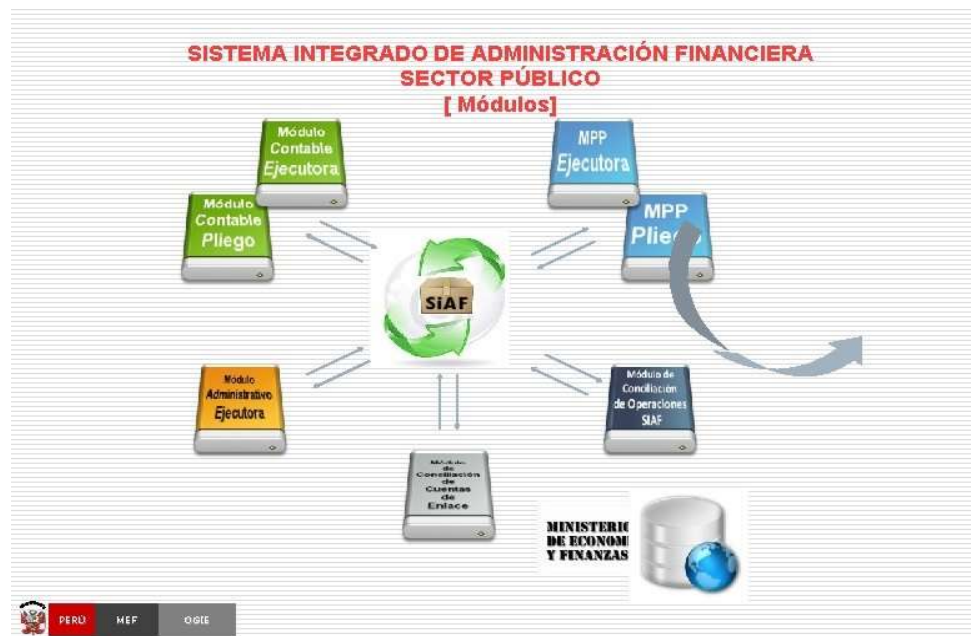 SISTEMA INTEGRADO DE ADMINISTRACIÓN FINANCIERA
SECTOR PÚBLICO
[ Módulos]
Módulo
Contable
Ejecutora
Módulo
Contable
Pliego
MPP
Ejecutora
MPP
Pliego
SiAF
Módulo
Administrativo
Ejecutora
Módulo de
Conciliación
de Operaciones
SIAF
Módulo
de
Conciliación
de
Cuentas
de
Enlace
MINISTERIO
DE ECONOM
Y FINANZAS
PERÚ MEF OGIE